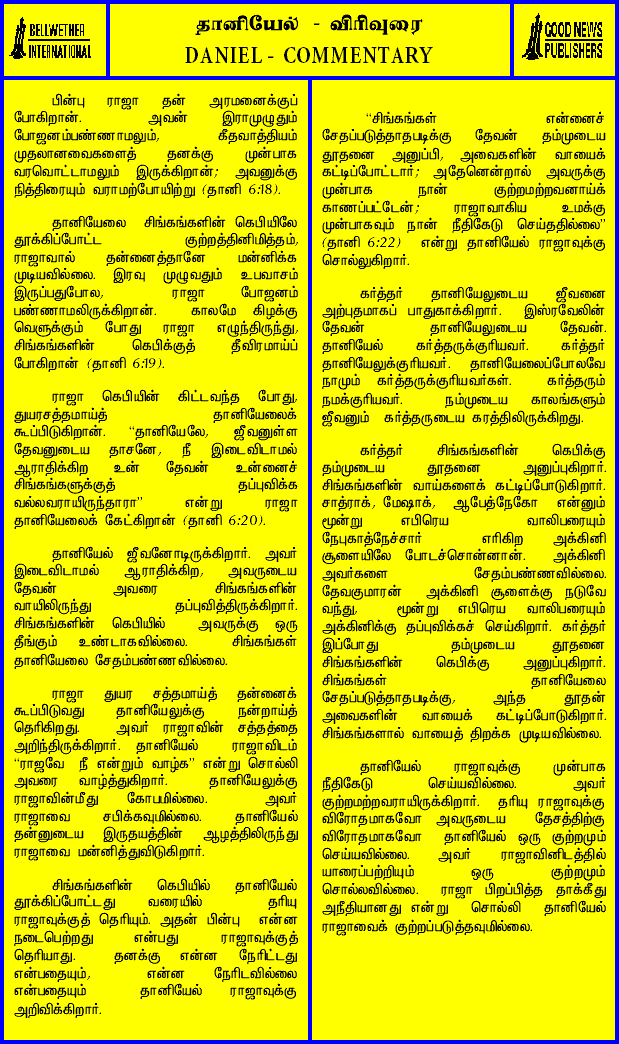 BELLWETHER
INTERNATIONAL
தானியேல் - விரிவுரை
DANIEL - COMMENTARY
GOOD NEWS
PUBLISHERS
பின்பு ராஜா தன் அரமனைக்குப்
போகிறான். அவன் இராமுழுதும்
போஜனம்பண்ணாமலும், கீதவாத்தியம்
முதலானவைகளைத் தனக்கு முன்பாக
வரவொட்டாமலும் இருக்கிறான்; அவனுக்கு
நித்திரையும் வராமற்போயிற்று (தானி 6:18).
தானியேலை சிங்கங்களின் கெபியிலே
தூக்கிப்போட்ட குற்றத்தினிமித்தம்,
ராஜாவால் தன்னைத்தானே மன்னிக்க
முடியவில்லை. இரவு முழுவதும் உபவாசம்
இருப்பதுபோல, ராஜா போஜனம்
பண்ணாமலிருக்கிறான். காலமே கிழக்கு
வெளுக்கும் போது ராஜா எழுந்திருந்து,
சிங்கங்களின் கெபிக்குத் தீவிரமாய்ப்
போகிறான் (தானி 6:19).
ராஜா கெபியின் கிட்டவந்த போது,
துயரசத்தமாய்த் தானியேலைக்
கூப்பிடுகிறான். “தானியேலே, ஜீவனுள்ள
தேவனுடைய தாசனே, நீ இடைவிடாமல்
ஆராதிக்கிற உன் தேவன் உன்னைச்
சிங்கங்களுக்குத் தப்புவிக்க
வல்லவராயிருந்தாரா” என்று ராஜா
தானியேலைக் கேட்கிறான் (தானி 6:20).
தானியேல் ஜீவனோடிருக்கிறார். அவர்
இடைவிடாமல் ஆராதிக்கிற, அவருடைய
தேவன் அவரை சிங்கங்களின்
வாயிலிருந்து தப்புவித்திருக்கிறார்.
சிங்கங்களின் கெபியில் அவருக்கு ஒரு
தீங்கும் உண்டாகவில்லை. சிங்கங்கள்
தானியேலை சேதம்பண்ணவில்லை.
ராஜா துயர சத்தமாய்த் தன்னைக்
கூப்பிடுவது தானியேலுக்கு நன்றாய்த்
தெரிகிறது. அவர் ராஜாவின் சத்தத்தை
அறிந்திருக்கிறார். தானியேல் ராஜாவிடம்
“ராஜவே நீ என்றும் வாழ்க” என்று சொல்லி
அவரை வாழ்த்துகிறார். தானியேலுக்கு
ராஜாவின்மீது கோபமில்லை. அவர்
ராஜாவை சபிக்கவுமில்லை. தானியேல்
தன்னுடைய இருதயத்தின் ஆழத்திலிருந்து
ராஜாவை மன்னித்துவிடுகிறார்.
சிங்கங்களின் கெபியில் தானியேல்
தூக்கிப்போட்டது வரையில் தரியு
ராஜாவுக்குத் தெரியும். அதன் பின்பு என்ன
நடைபெற்றது என்பது ராஜாவுக்குத்
தெரியாது. தனக்கு என்ன நேரிட்டது
என்பதையும், என்ன நேரிடவில்லை
என்பதையும் தானியேல் ராஜாவுக்கு
அறிவிக்கிறார்.
“சிங்கங்கள் என்னைச்
சேதப்படுத்தாதபடிக்கு தேவன் தம்முடைய
தூதனை அனுப்பி, அவைகளின் வாயைக்
கட்டிப்போட்டார்; அதேனென்றால் அவருக்கு
முன்பாக நான் குற்றமற்றவனாய்க்
காணப்பட்டேன்; ராஜாவாகிய உமக்கு
முன்பாகவும் நான் நீதிகேடு செய்ததில்லை”
(தானி 6:22) என்று தானியேல் ராஜாவுக்கு
சொல்லுகிறார்.
கர்த்தர் தானியேலுடைய ஜீவனை
அற்புதமாகப் பாதுகாக்கிறார். இஸ்ரவேலின்
தேவன் தானியேலுடைய தேவன்.
தானியேல் கர்த்தருக்குரியவர். கர்த்தர்
தானியேலுக்குரியவர். தானியேலைப்போலவே
நாமும் கர்த்தருக்குரியவர்கள். கர்த்தரும்
நமக்குரியவர். நம்முடைய காலங்களும்
ஜீவனும் கர்த்தருடைய கரத்திலிருக்கிறது.
கர்த்தர் சிங்கங்களின் கெபிக்கு
தம்முடைய தூதனை அனுப்புகிறார்.
சிங்கங்களின் வாய்களைக் கட்டிப்போடுகிறார்.
சாத்ராக், மேஷாக், ஆபேத்நேகோ என்னும்
மூன்று எபிரெய வாலிபரையும்
நேபுகாத்நேச்சார் எரிகிற அக்கினி
சூளையிலே போடச்சொன்னான். அக்கினி
அவர்களை சேதம்பண்ணவில்லை.
தேவகுமாரன் அக்கினி சூளைக்கு நடுவே
வந்து, மூன்று எபிரெய வாலிபரையும்
அக்கினிக்கு தப்புவிக்கச் செய்கிறார். கர்த்தர்
இப்போது தம்முடைய தூதனை
சிங்கங்களின் கெபிக்கு அனுப்புகிறார்.
சிங்கங்கள் தானியேலை
சேதப்படுத்தாதபடிக்கு, அந்த தூதன்
அவைகளின் வாயைக் கட்டிப்போடுகிறார்.
சிங்கங்களால் வாயைத் திறக்க முடியவில்லை.
தானியேல் ராஜாவுக்கு முன்பாக
நீதிகேடு செய்யவில்லை. அவர்
குற்றமற்றவராயிருக்கிறார். தரியு ராஜாவுக்கு
விரோதமாகவோ அவருடைய தேசத்திற்கு
விரோதமாகவோ தானியேல் ஒரு குற்றமும்
செய்யவில்லை. அவர் ராஜாவினிடத்தில்
யாரைப்பற்றியும் ஒரு குற்றமும்
சொல்லவில்லை. ராஜா பிறப்பித்த தாக்கீது
அநீதியானது என்று சொல்லி தானியேல்
ராஜாவைக் குற்றப்படுத்தவுமில்லை.